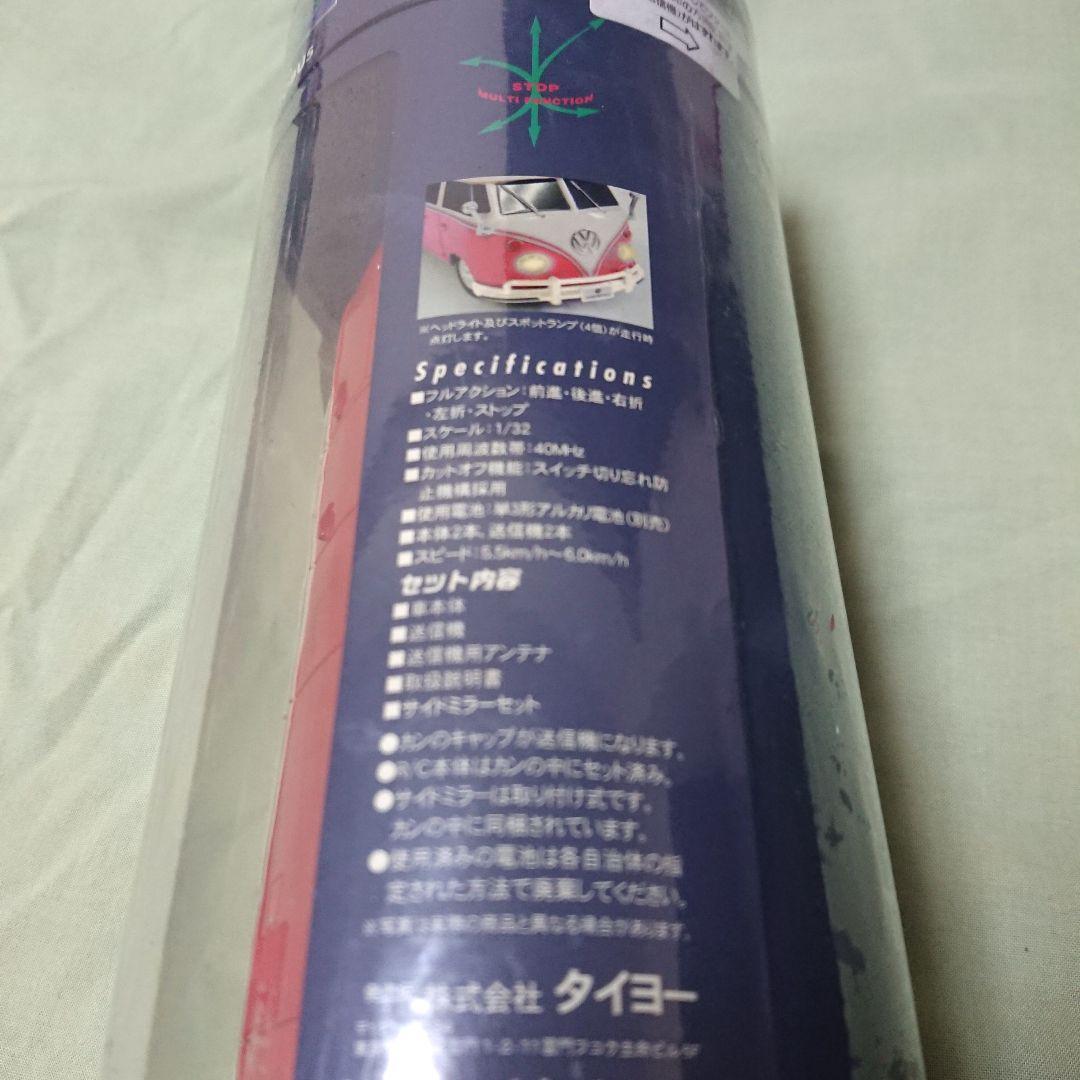 STOP
MULTI FUNCTION
※ヘッドライト及びスポットランプ(4個)が走行時
点灯します。
Specifications
■フルアクション:前進・後進・右折
・左折・ストップ
■スケール:1/32
■使用周波数帯:40MHz
■カットオフ機能:スイッチ切り忘れ防
止機構採用
■使用電池:単3形アルカリ電池(別売)
■本体2本、送信機2本
■スピード:5.5km/h〜6.0km/h
セット内容
■車本体
■送信機
■送信機用アンテナ
■取扱説明書
■サイドミラーセット
●カンのキャップが送信機になります。
●R/C本体はカンの中にセット済み。
●サイドミラーは取り付け式です。
カンの中に同梱されています。
●使用済みの電池は各自治体の指
定された方法で廃棄してください。
※写真は実物の商品と異なる場合があります。
株式会社 タイヨー